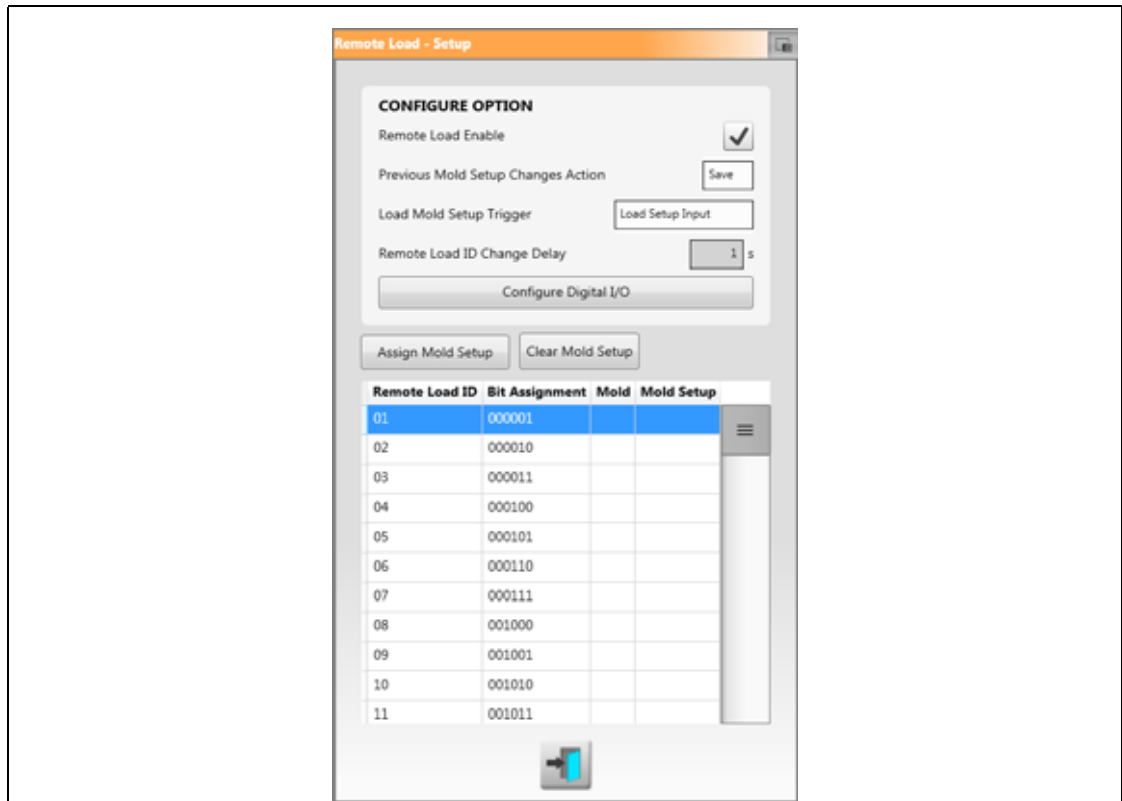 Remote Load - Setup
CONFIGURE OPTION
Remote Load Enable
Previous Mold Setup Changes Action Save
Load Mold Setup Trigger Load Setup Input
Remote Load ID Change Delay 1 s
Configure Digital I/O
Assign Mold Setup Clear Mold Setup
Remote Load ID Bit Assignment Mold Mold Setup
01 000001
02 000010
03 000011
04 000100
05 000101
06 000110
07 000111
08 001000
09 001001
10 001010
11 001011